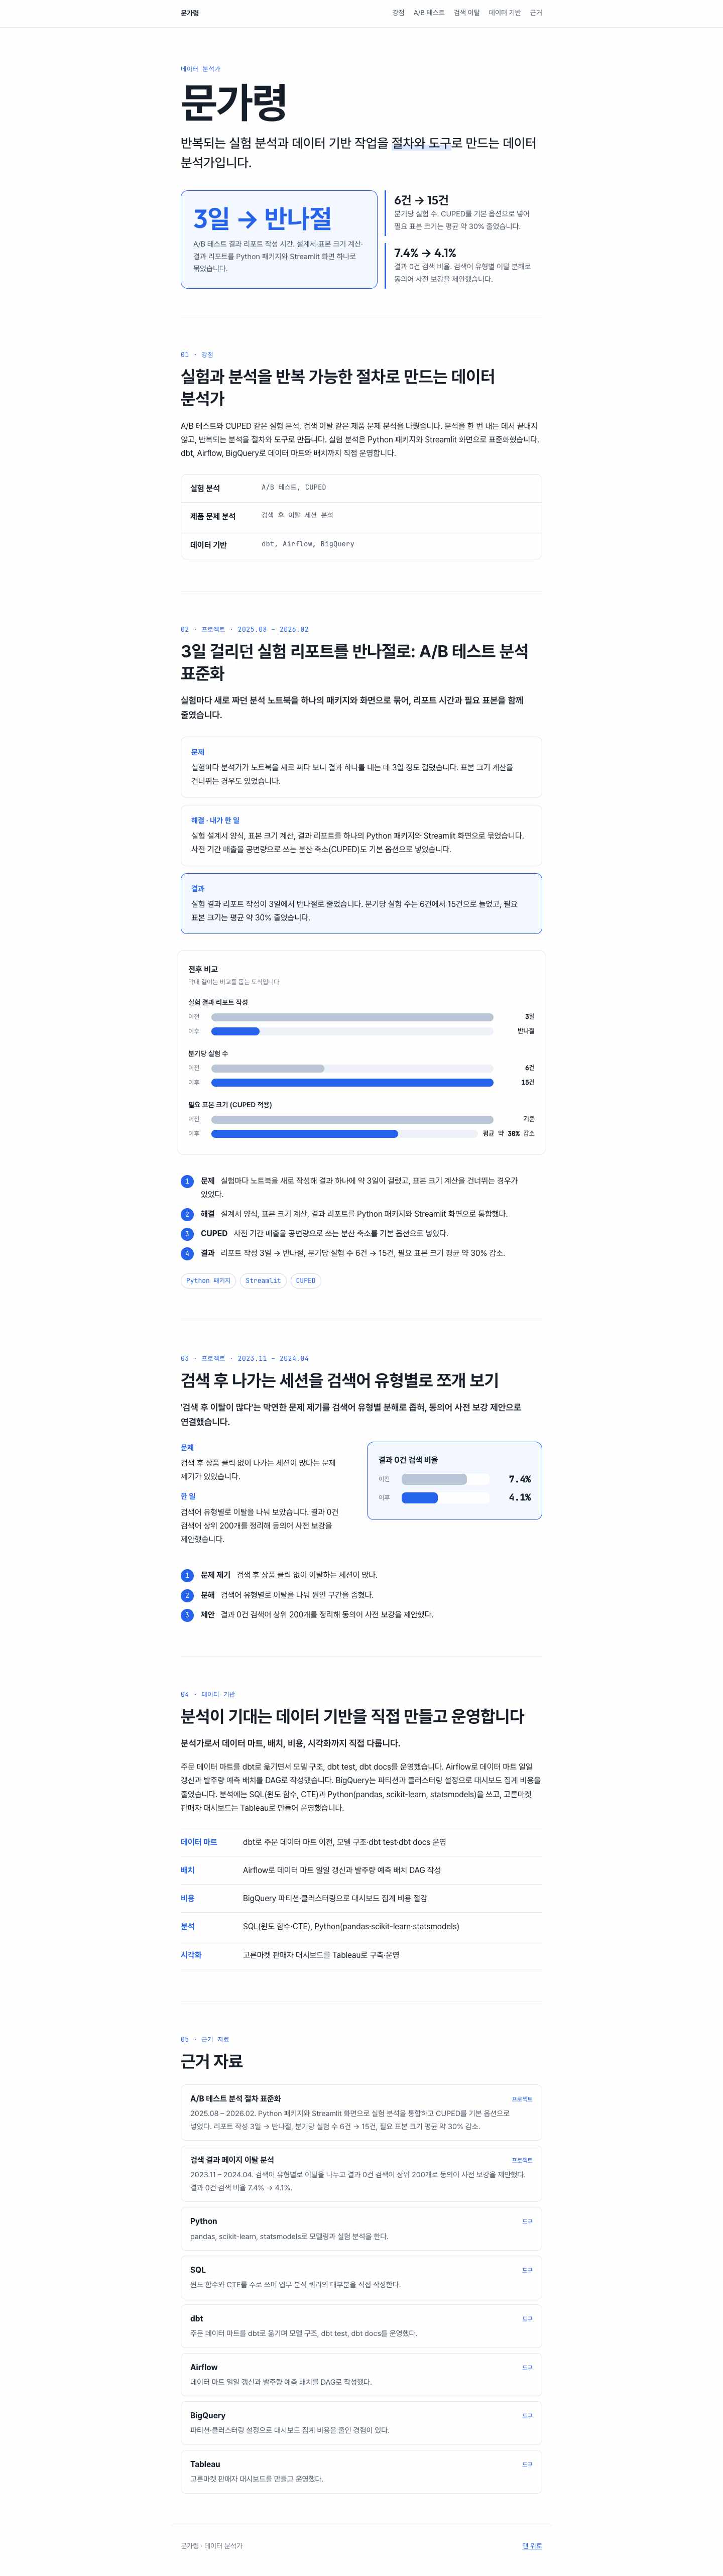 문가령
강점 A/B 테스트 검색 이탈 데이터 기반 근거
데이터 분석가
문가령
반복되는 실험 분석과 데이터 기반 작업을 절차와 도구로 만드는 데이터
분석가입니다.
3일 → 반나절
A/B 테스트 결과 리포트 작성 시간. 설계서·표본 크기 계산·
결과 리포트를 Python 패키지와 Streamlit 화면 하나로
묶었습니다.
6건 → 15건
분기당 실험 수. CUPED를 기본 옵션으로 넣어
필요 표본 크기는 평균 약 30% 줄었습니다.
7.4% → 4.1%
결과 0건 검색 비율. 검색어 유형별 이탈 분해로
동의어 사전 보강을 제안했습니다.
01 · 강점
실험과 분석을 반복 가능한 절차로 만드는 데이터
분석가
A/B 테스트와 CUPED 같은 실험 분석, 검색 이탈 같은 제품 문제 분석을 다뤘습니다. 분석을 한 번 내는 데서 끝내지
않고, 반복되는 분석을 절차와 도구로 만듭니다. 실험 분석은 Python 패키지와 Streamlit 화면으로 표준화했습니다.
dbt, Airflow, BigQuery로 데이터 마트와 배치까지 직접 운영합니다.
실험 분석 A/B 테스트, CUPED
제품 문제 분석 검색 후 이탈 세션 분석
데이터 기반 dbt, Airflow, BigQuery
02 · 프로젝트 · 2025.08 – 2026.02
3일 걸리던 실험 리포트를 반나절로: A/B 테스트 분석
표준화
실험마다 새로 짜던 분석 노트북을 하나의 패키지와 화면으로 묶어, 리포트 시간과 필요 표본을 함께
줄였습니다.
문제
실험마다 분석가가 노트북을 새로 짜다 보니 결과 하나를 내는 데 3일 정도 걸렸습니다. 표본 크기 계산을
건너뛰는 경우도 있었습니다.
해결 · 내가 한 일
실험 설계서 양식, 표본 크기 계산, 결과 리포트를 하나의 Python 패키지와 Streamlit 화면으로 묶었습니다.
사전 기간 매출을 공변량으로 쓰는 분산 축소(CUPED)도 기본 옵션으로 넣었습니다.
결과
실험 결과 리포트 작성이 3일에서 반나절로 줄었습니다. 분기당 실험 수는 6건에서 15건으로 늘었고, 필요
표본 크기는 평균 약 30% 줄었습니다.
전후 비교
막대 길이는 비교를 돕는 도식입니다
실험 결과 리포트 작성
이전 3일
이후 반나절
분기당 실험 수
이전 6건
이후 15건
필요 표본 크기 (CUPED 적용)
이전 기준
이후 평균 약 30% 감소
1 문제 실험마다 노트북을 새로 작성해 결과 하나에 약 3일이 걸렸고, 표본 크기 계산을 건너뛰는 경우가
있었다.
2 해결 설계서 양식, 표본 크기 계산, 결과 리포트를 Python 패키지와 Streamlit 화면으로 통합했다.
3 CUPED 사전 기간 매출을 공변량으로 쓰는 분산 축소를 기본 옵션으로 넣었다.
4 결과 리포트 작성 3일 → 반나절, 분기당 실험 수 6건 → 15건, 필요 표본 크기 평균 약 30% 감소.
Python 패키지 Streamlit CUPED
03 · 프로젝트 · 2023.11 – 2024.04
검색 후 나가는 세션을 검색어 유형별로 쪼개 보기
'검색 후 이탈이 많다'는 막연한 문제 제기를 검색어 유형별 분해로 좁혀, 동의어 사전 보강 제안으로
연결했습니다.
문제
검색 후 상품 클릭 없이 나가는 세션이 많다는 문제
제기가 있었습니다.
한 일
검색어 유형별로 이탈을 나눠 보았습니다. 결과 0건
검색어 상위 200개를 정리해 동의어 사전 보강을
제안했습니다.
결과 0건 검색 비율
이전 7.4%
이후 4.1%
1 문제 제기 검색 후 상품 클릭 없이 이탈하는 세션이 많다.
2 분해 검색어 유형별로 이탈을 나눠 원인 구간을 좁혔다.
3 제안 결과 0건 검색어 상위 200개를 정리해 동의어 사전 보강을 제안했다.
04 · 데이터 기반
분석이 기대는 데이터 기반을 직접 만들고 운영합니다
분석가로서 데이터 마트, 배치, 비용, 시각화까지 직접 다룹니다.
주문 데이터 마트를 dbt로 옮기면서 모델 구조, dbt test, dbt docs를 운영했습니다. Airflow로 데이터 마트 일일
갱신과 발주량 예측 배치를 DAG로 작성했습니다. BigQuery는 파티션과 클러스터링 설정으로 대시보드 집계 비용을
줄였습니다. 분석에는 SQL(윈도 함수, CTE)과 Python(pandas, scikit-learn, statsmodels)을 쓰고, 고른마켓
판매자 대시보드는 Tableau로 만들어 운영했습니다.
데이터 마트 dbt로 주문 데이터 마트 이전, 모델 구조·dbt test·dbt docs 운영
배치 Airflow로 데이터 마트 일일 갱신과 발주량 예측 배치 DAG 작성
비용 BigQuery 파티션·클러스터링으로 대시보드 집계 비용 절감
분석 SQL(윈도 함수·CTE), Python(pandas·scikit-learn·statsmodels)
시각화 고른마켓 판매자 대시보드를 Tableau로 구축·운영
05 · 근거 자료
근거 자료
A/B 테스트 분석 절차 표준화 프로젝트
2025.08 – 2026.02. Python 패키지와 Streamlit 화면으로 실험 분석을 통합하고 CUPED를 기본 옵션으로
넣었다. 리포트 작성 3일 → 반나절, 분기당 실험 수 6건 → 15건, 필요 표본 크기 평균 약 30% 감소.
검색 결과 페이지 이탈 분석 프로젝트
2023.11 – 2024.04. 검색어 유형별로 이탈을 나누고 결과 0건 검색어 상위 200개로 동의어 사전 보강을 제안했다.
결과 0건 검색 비율 7.4% → 4.1%.
Python 도구
pandas, scikit-learn, statsmodels로 모델링과 실험 분석을 한다.
SQL 도구
윈도 함수와 CTE를 주로 쓰며 업무 분석 쿼리의 대부분을 직접 작성한다.
dbt 도구
주문 데이터 마트를 dbt로 옮기며 모델 구조, dbt test, dbt docs를 운영했다.
Airflow 도구
데이터 마트 일일 갱신과 발주량 예측 배치를 DAG로 작성했다.
BigQuery 도구
파티션·클러스터링 설정으로 대시보드 집계 비용을 줄인 경험이 있다.
Tableau 도구
고른마켓 판매자 대시보드를 만들고 운영했다.
문가령 · 데이터 분석가 맨 위로